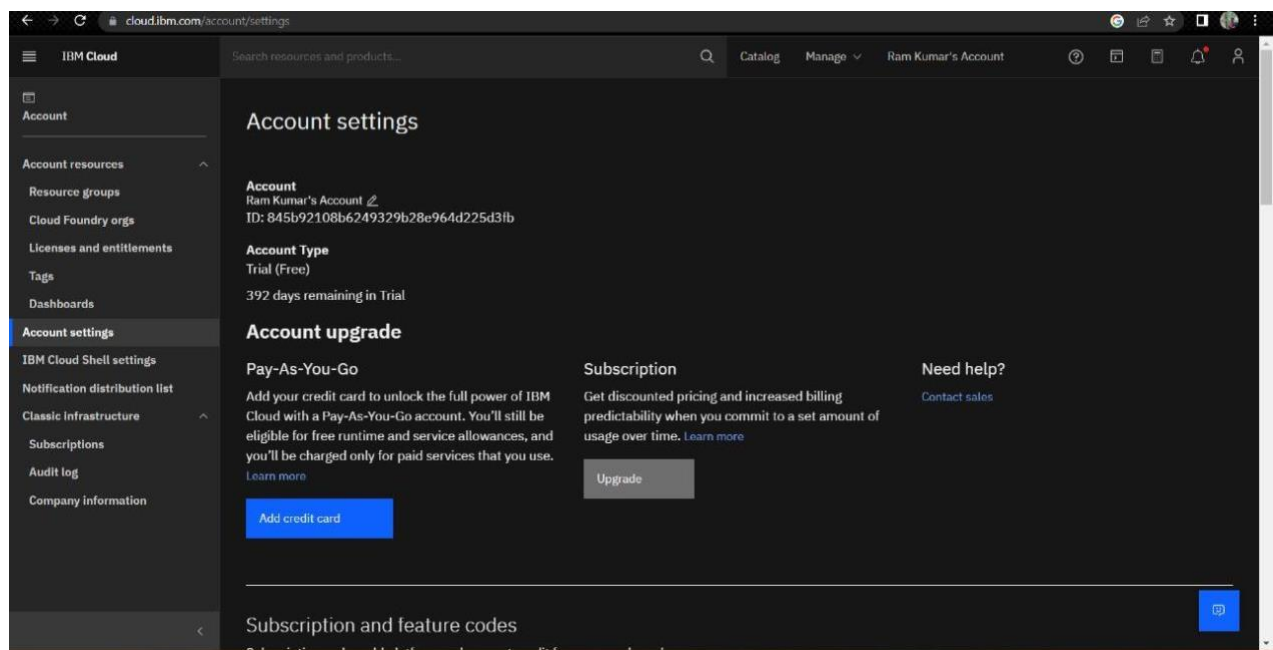 cloud.ibm.com/account/settings
IBM Cloud
Search resources and products...
Catalog
Manage
Ram Kumar's Account
Account
Account resources
Resource groups
Cloud Foundry orgs
Licenses and entitlements
Tags
Dashboards
Account settings
IBM Cloud Shell settings
Notification distribution list
Classic infrastructure
Subscriptions
Audit log
Company information
Account settings
Account
Ram Kumar's Account
ID: 845b92108b6249329b28e964d225d3fb
Account Type
Trial (Free)
392 days remaining in Trial
Account upgrade
Pay-As-You-Go
Add your credit card to unlock the full power of IBM
Cloud with a Pay-As-You-Go account. You'll still be
eligible for free runtime and service allowances, and
you'll be charged only for paid services that you use.
Learn more
Add credit card
Subscription
Get discounted pricing and increased billing
predictability when you commit to a set amount of
usage over time. Learn more
Upgrade
Need help?
Contact sales
Subscription and feature codes